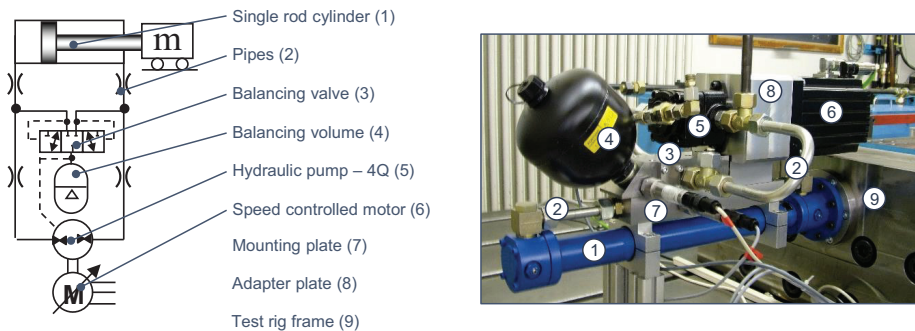 Single rod cylinder (1)
m
Pipes (2)
Balancing valve (3)
Balancing volume (4)
Hydraulic pump – 4Q (5)
Speed controlled motor (6)
Mounting plate (7)
Adapter plate (8)
Test rig frame (9)
M
8
6
5
4
3
2
2
9
7
1